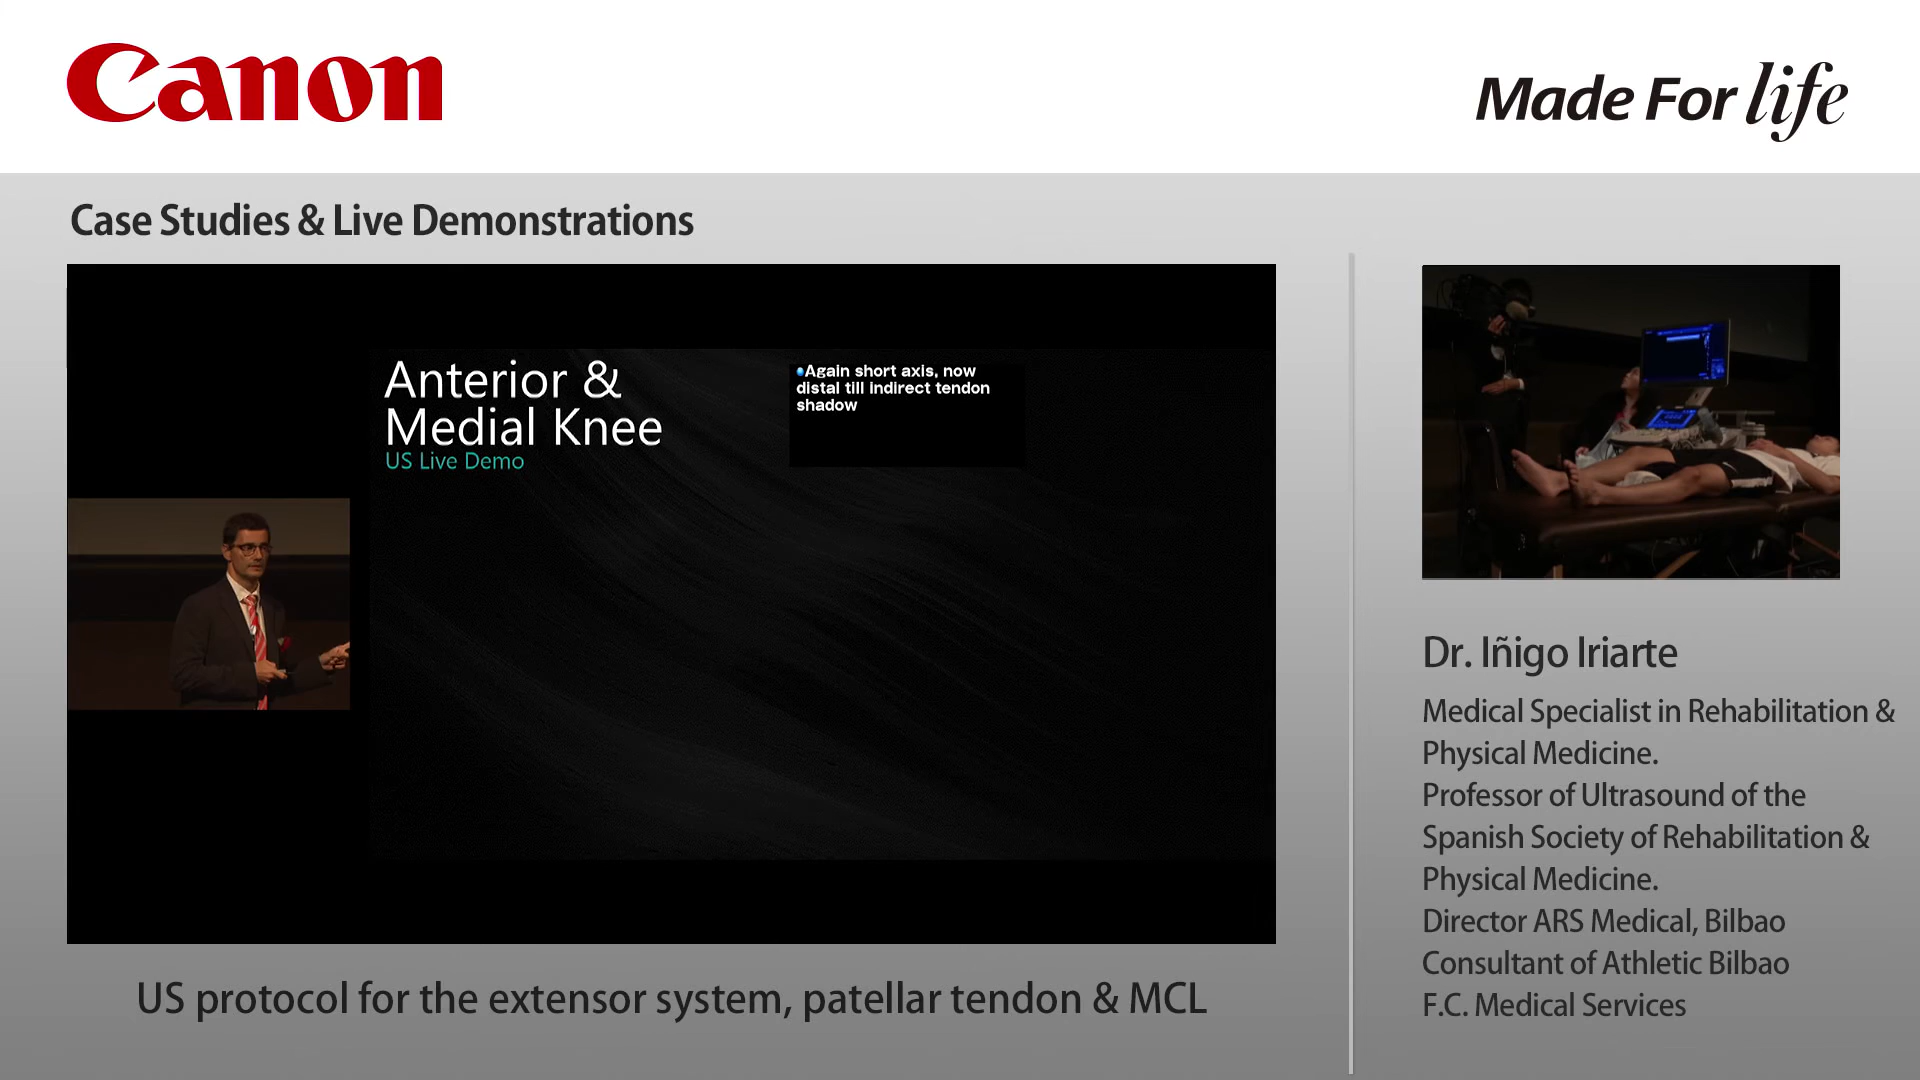 Canon
Made For life
Case Studies & Live Demonstrations
Anterior &
Medial Knee
US Live Demo
Again short axis, now
distal till indirect tendon
shadow
US protocol for the extensor system, patellar tendon & MCL
Dr. Iñigo Iriarte
Medical Specialist in Rehabilitation &
Physical Medicine.
Professor of Ultrasound of the
Spanish Society of Rehabilitation &
Physical Medicine.
Director ARS Medical, Bilbao
Consultant of Athletic Bilbao
F.C. Medical Services